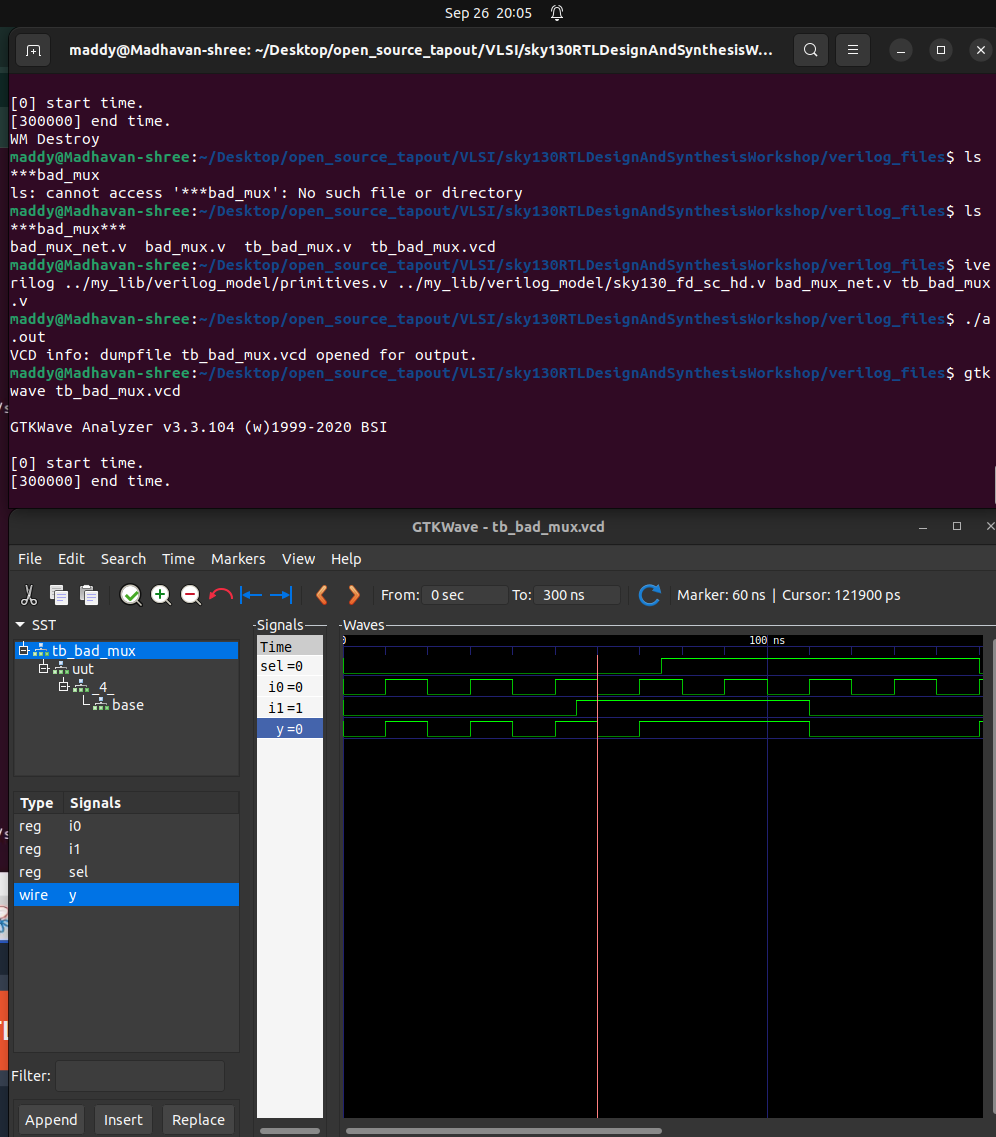 Sep 26 20:05
maddy@Madhavan-shree: ~/Desktop/open_source_tapout/VLSI/sky130RTLDesignAndSynthesisW...
[0] start time.
[300000] end time.
WM Destroy
maddy@Madhavan-shree:~/Desktop/open_source_tapout/VLSI/sky130RTLDesignAndSynthesisWorkshop/verilog_files$ ls
***bad_mux
ls: cannot access '***bad_mux': No such file or directory
maddy@Madhavan-shree:~/Desktop/open_source_tapout/VLSI/sky130RTLDesignAndSynthesisWorkshop/verilog_files$ ls
***bad_mux***
bad_mux_net.v  bad_mux.v  tb_bad_mux.v  tb_bad_mux.vcd
maddy@Madhavan-shree:~/Desktop/open_source_tapout/VLSI/sky130RTLDesignAndSynthesisWorkshop/verilog_files$ ive
rilog ../my_lib/verilog_model/primitives.v ../my_lib/verilog_model/sky130_fd_sc_hd.v bad_mux_net.v tb_bad_mux
.v
maddy@Madhavan-shree:~/Desktop/open_source_tapout/VLSI/sky130RTLDesignAndSynthesisWorkshop/verilog_files$ ./a
.out
VCD info: dumpfile tb_bad_mux.vcd opened for output.
maddy@Madhavan-shree:~/Desktop/open_source_tapout/VLSI/sky130RTLDesignAndSynthesisWorkshop/verilog_files$ gtk
wave tb_bad_mux.vcd
GTKWave Analyzer v3.3.104 (w)1999-2020 BSI
[0] start time.
[300000] end time.
GTKWave - tb_bad_mux.vcd
File Edit Search Time Markers View Help
From: 0 sec To: 300 ns Marker: 60 ns | Cursor: 121900 ps
SST
tb_bad_mux
uut
_4_
base
Type Signals
reg i0
reg i1
reg sel
wire y
Filter:
Append Insert Replace
Signals
Time
sel =0
i0 =0
i1 =1
y =0
Waves
0 100 ns